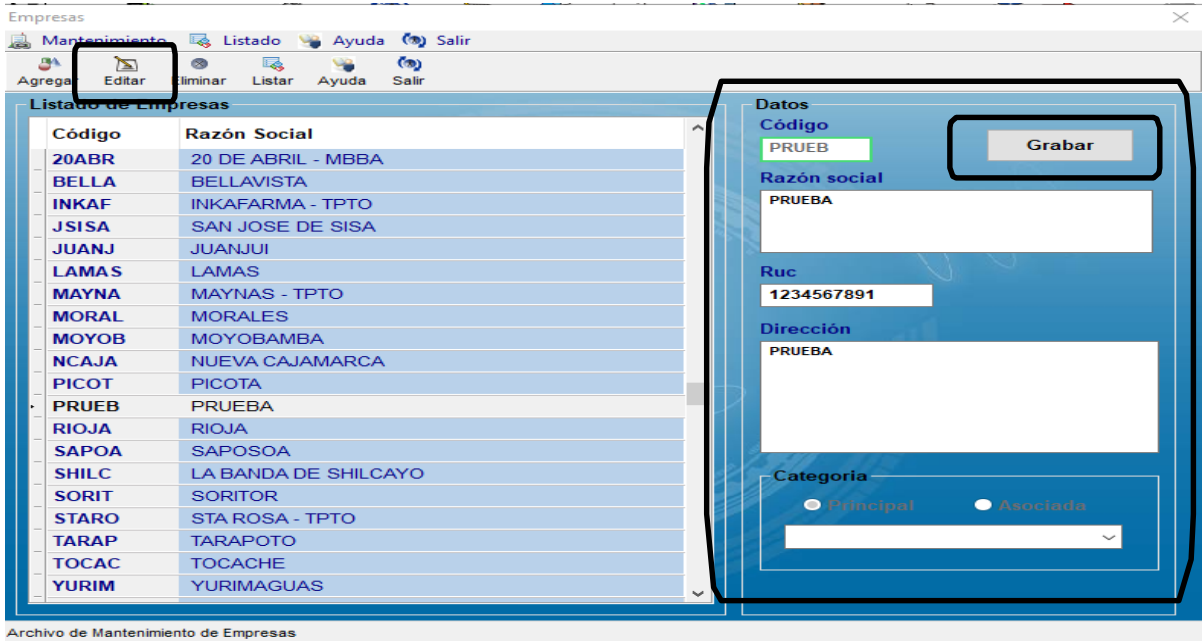 Empresas
Mantenimiento Listado Ayuda Salir
Agregar Editar Eliminar Listar Ayuda Salir
Listado de Empresas
Código Razón Social
20ABR 20 DE ABRIL - MBBA
BELLA BELLAVISTA
INKAF INKAFARMA - TPTO
JSISA SAN JOSE DE SISA
JUANJ JUANJUI
LAMAS LAMAS
MAYNA MAYNAS - TPTO
MORAL MORALES
MOYOB MOYOBAMBA
NCAJA NUEVA CAJAMARCA
PICOT PICOTA
PRUEB PRUEBA
RIOJA RIOJA
SAPOA SAPOSOA
SHILC LA BANDA DE SHILCAYO
SORIT SORITOR
STARO STA ROSA - TPTO
TARAP TARAPOTO
TOCAC TOCACHE
YURIM YURIMAGUAS
Datos
Código
PRUEB
Grabar
Razón social
PRUEBA
Ruc
1234567891
Dirección
PRUEBA
Categoria
Principal Asociada
Archivo de Mantenimiento de Empresas